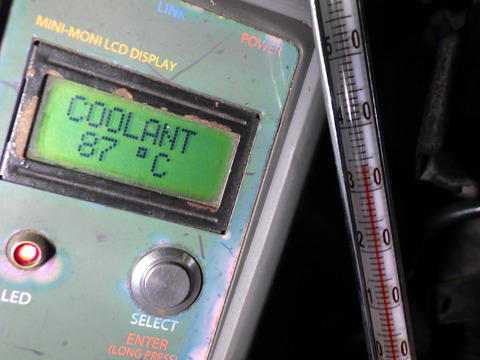 LINK
POWER
MINI-MONI LCD DISPLAY
COOLANT
87 °C
LED
SELECT
ENTER
(LONG PRESS)
5 0
4 0
3 0
2 0
1 0
0 0